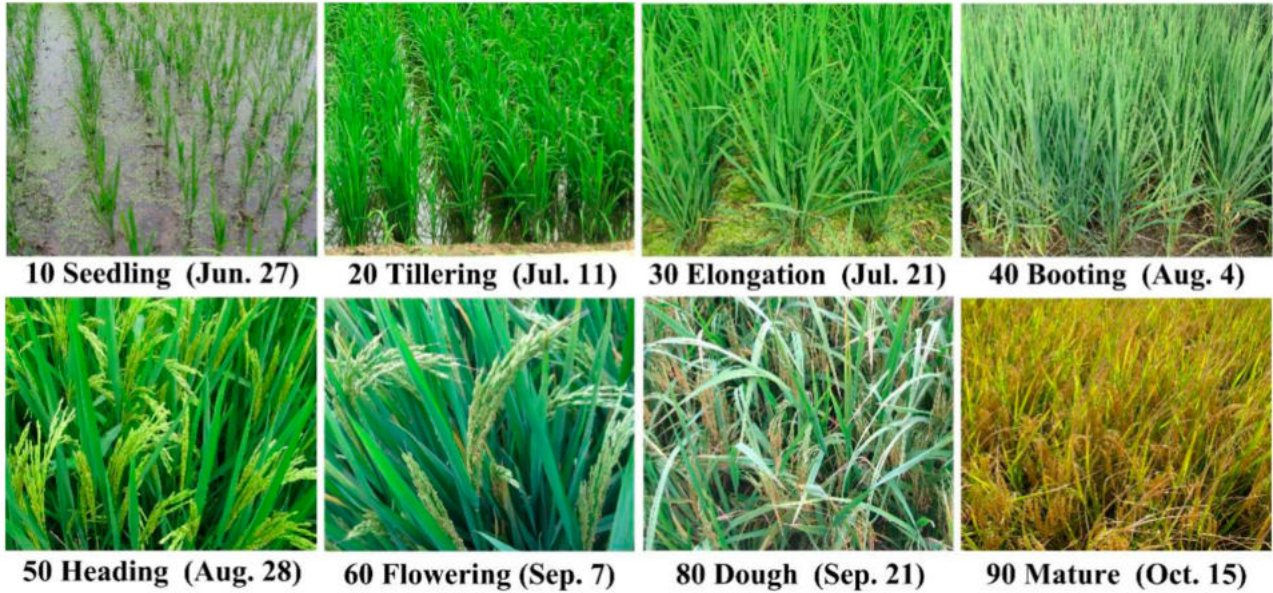 10 Seedling (Jun. 27)
20 Tillering (Jul. 11)
30 Elongation (Jul. 21)
40 Booting (Aug. 4)
50 Heading (Aug. 28)
60 Flowering (Sep. 7)
80 Dough (Sep. 21)
90 Mature (Oct. 15)